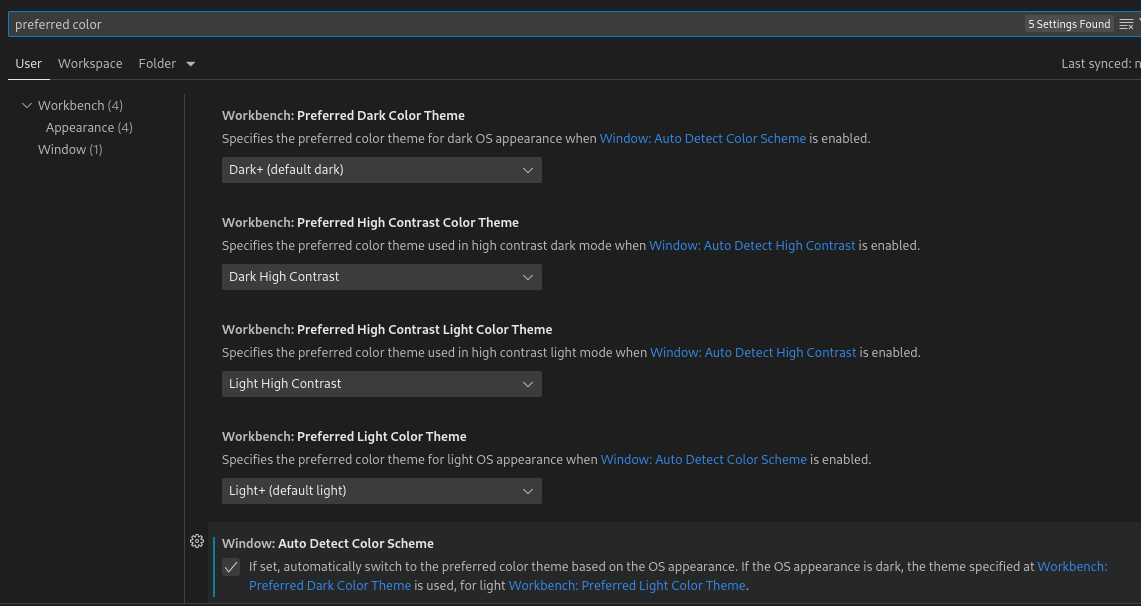 preferred color
5 Settings Found
User Workspace Folder
Last synced: n
Workbench (4)
Appearance (4)
Window (1)
Workbench: Preferred Dark Color Theme
Specifies the preferred color theme for dark OS appearance when Window: Auto Detect Color Scheme is enabled.
Dark+ (default dark)
Workbench: Preferred High Contrast Color Theme
Specifies the preferred color theme used in high contrast dark mode when Window: Auto Detect High Contrast is enabled.
Dark High Contrast
Workbench: Preferred High Contrast Light Color Theme
Specifies the preferred color theme used in high contrast light mode when Window: Auto Detect High Contrast is enabled.
Light High Contrast
Workbench: Preferred Light Color Theme
Specifies the preferred color theme for light OS appearance when Window: Auto Detect Color Scheme is enabled.
Light+ (default light)
Window: Auto Detect Color Scheme
If set, automatically switch to the preferred color theme based on the OS appearance. If the OS appearance is dark, the theme specified at Workbench:
Preferred Dark Color Theme is used, for light Workbench: Preferred Light Color Theme.